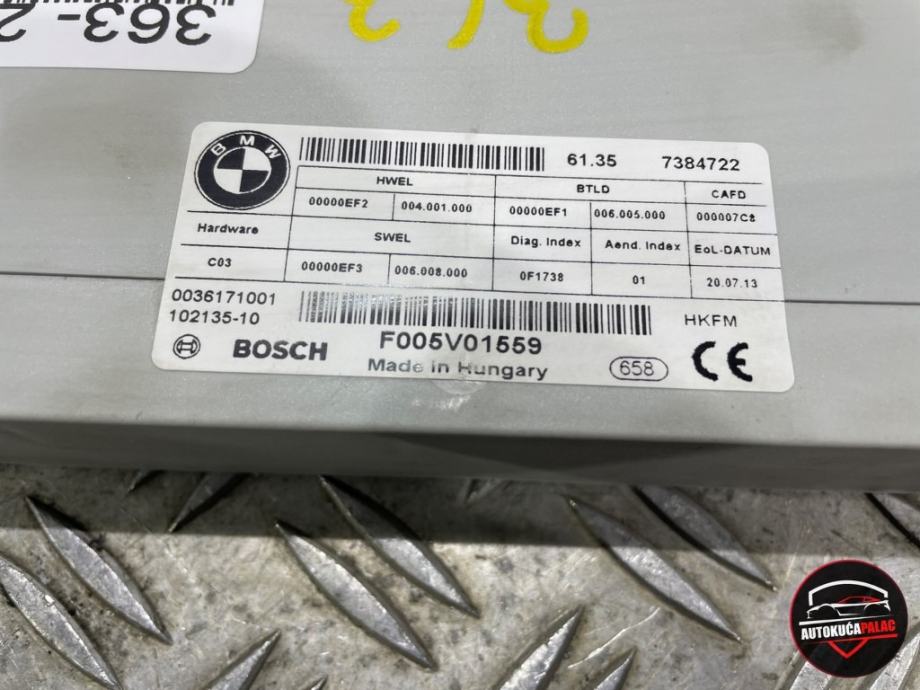 363-2
BMW
61.35 7384722
HWEL BTLD CAFD
00000EF2 004.001.000 00000EF1 006.005.000 000007C8
Hardware SWEL Diag. Index Aend. Index EoL-DATUM
C03 00000EF3 006.008.000 0F1738 01 20.07.13
0036171001
102135-10 HKFM
BOSCH F005V01559
Made in Hungary 658 CE
AUTOKUĆA PALAC